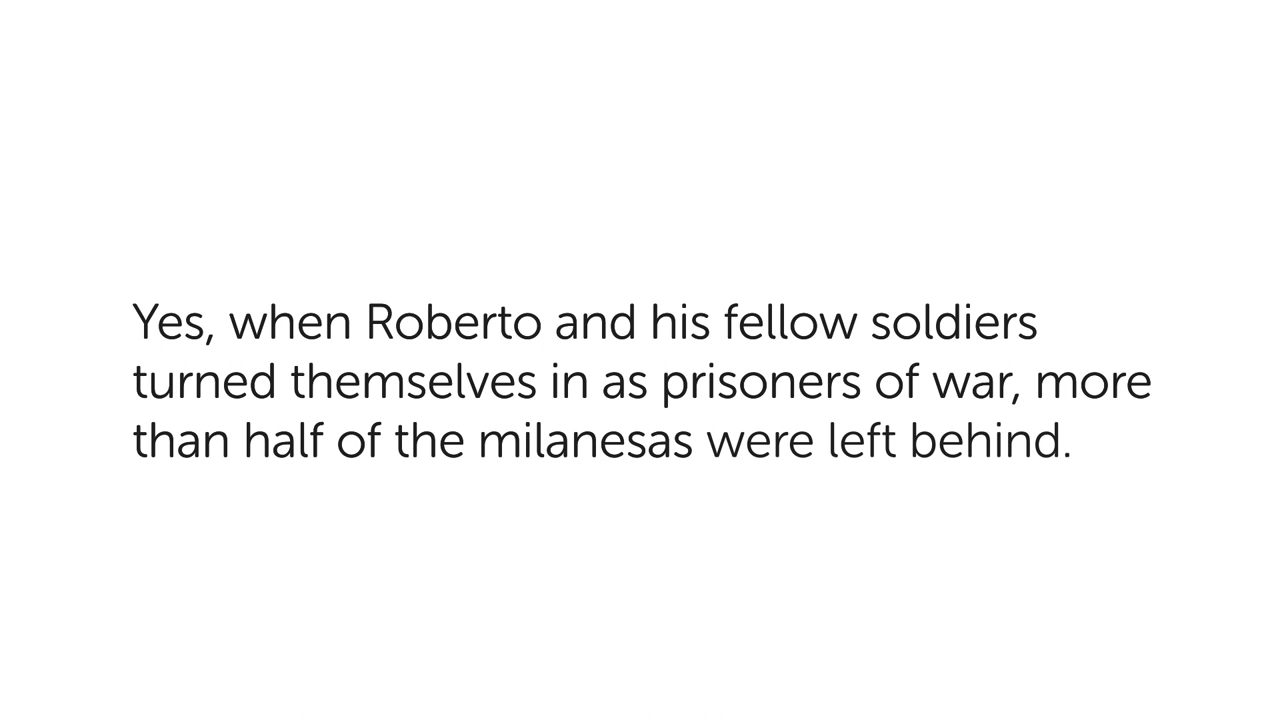 Yes, when Roberto and his fellow soldiers
turned themselves in as prisoners of war, more
than half of the milanesas were left behind.